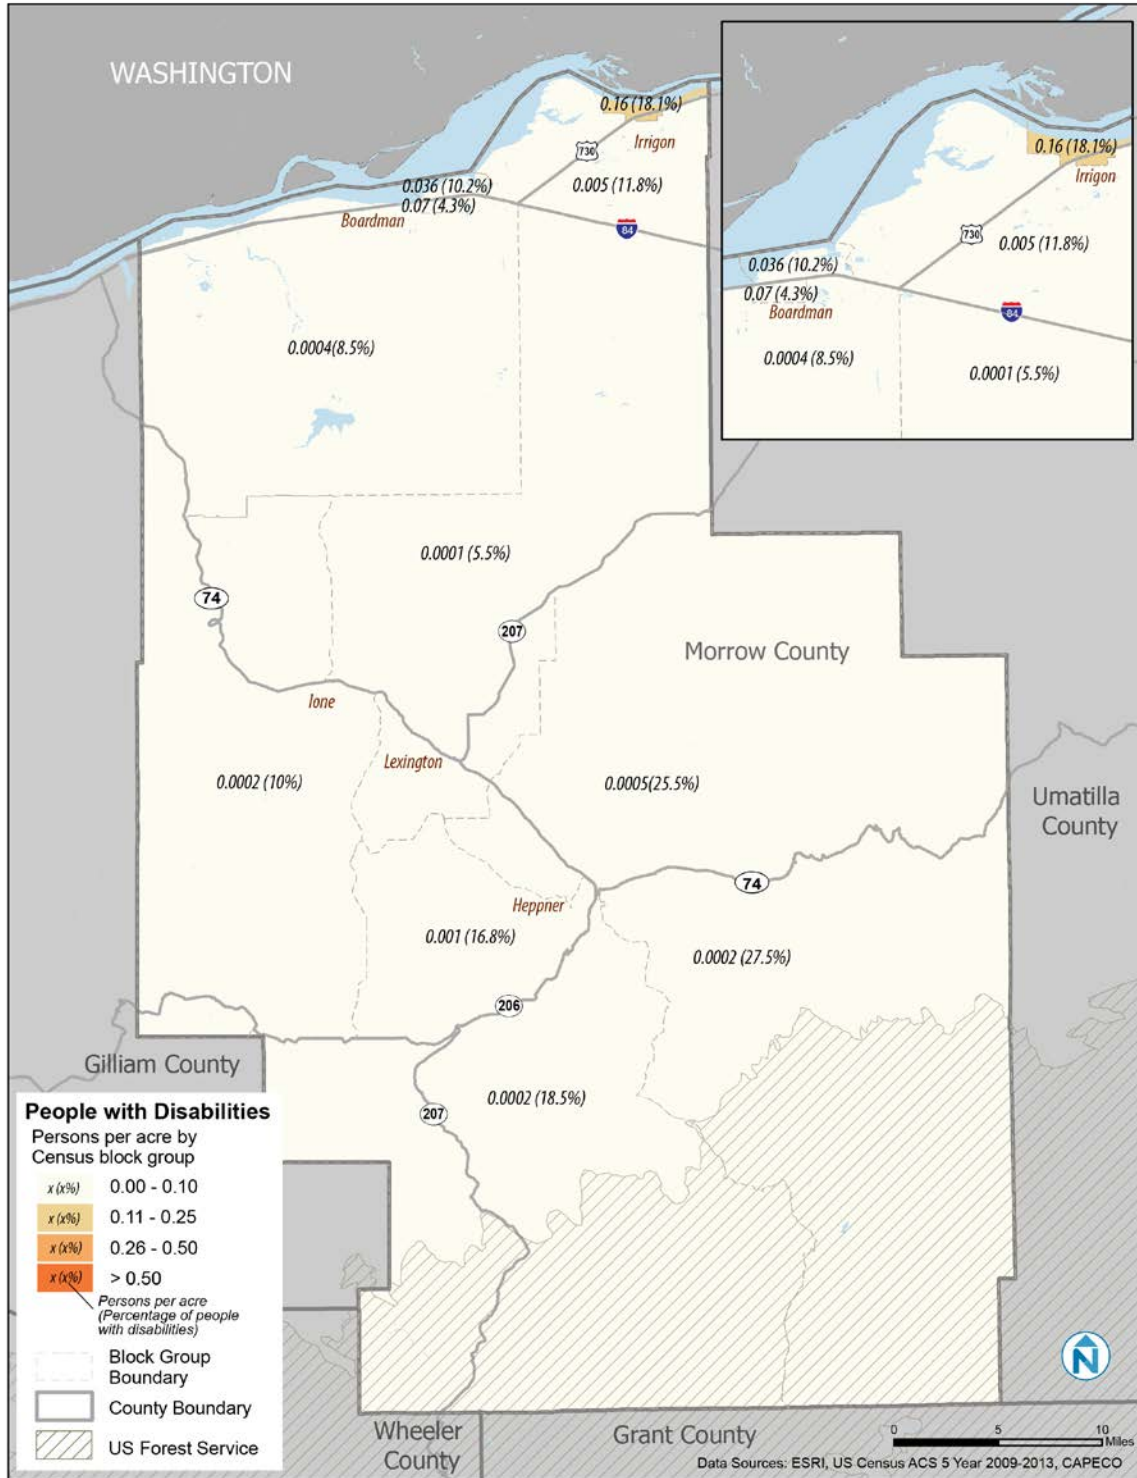 WASHINGTON
0.16 (18.1%)
Irrigon
730
0.036 (10.2%)
0.005 (11.8%)
0.07 (4.3%)
Boardman
84
0.0004(8.5%)
0.16 (18.1%)
Irrigon
730
0.005 (11.8%)
0.036 (10.2%)
0.07 (4.3%)
Boardman
84
0.0004 (8.5%)
0.0001 (5.5%)
0.0001 (5.5%)
74
207
Morrow County
Ione
Lexington
0.0002 (10%)
0.0005(25.5%)
Umatilla
County
74
Heppner
0.001 (16.8%)
0.0002 (27.5%)
206
Gilliam County
0.0002 (18.5%)
207
People with Disabilities
Persons per acre by
Census block group
x (x%) 0.00 - 0.10
x (x%) 0.11 - 0.25
x (x%) 0.26 - 0.50
x (x%) > 0.50
Persons per acre
(Percentage of people
with disabilities)
Block Group
Boundary
County Boundary
US Forest Service
N
Wheeler
County
Grant County
0 5 10
Miles
Data Sources: ESRI, US Census ACS 5 Year 2009-2013, CAPECO